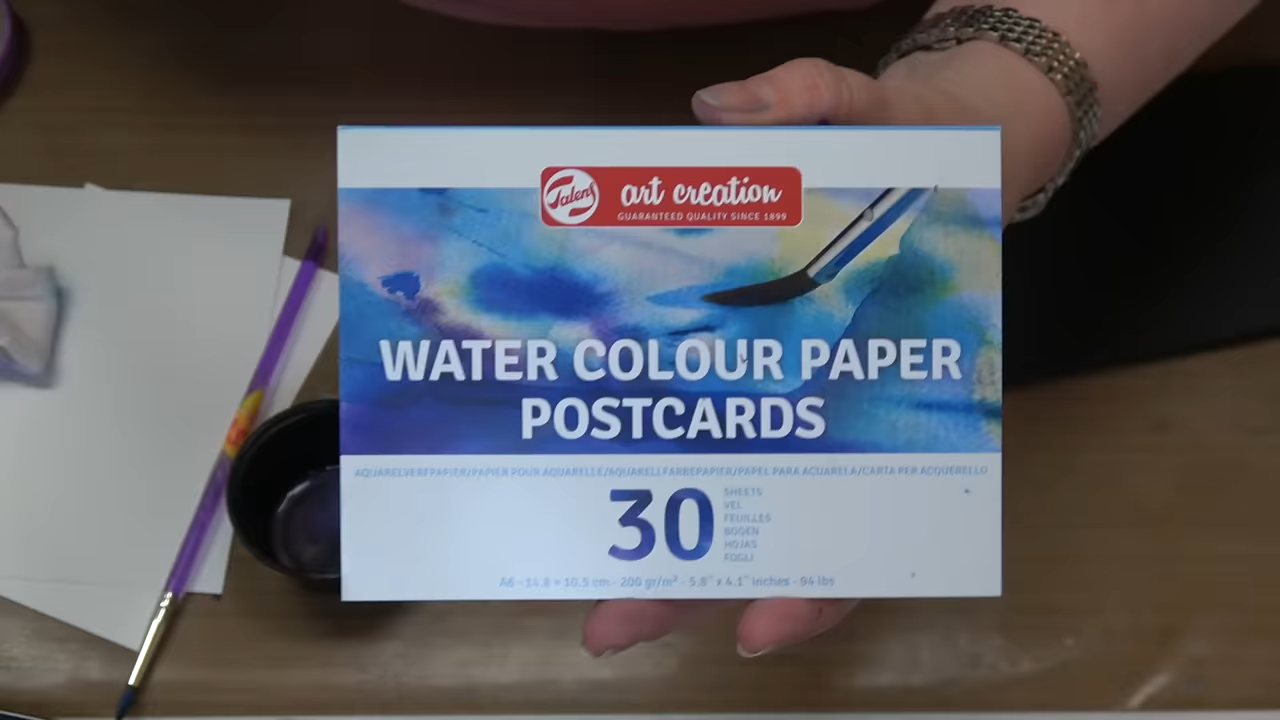 Talens
art creation
GUARANTEED QUALITY SINCE 1899
WATER COLOUR PAPER
POSTCARDS
AQUARELVERFPAPIER/PAPIER POUR AQUARELLE/AQUARELLFARBEPAPIER/PAPEL PARA ACUARELA/CARTA PER ACQUERELLO
30
SHEETS
VEL
FEUILLES
BOGEN
HOJAS
FOGLI
A6 - 14.8 x 10.5 cm - 200 gr/m² - 5.8" x 4.1" inches - 94 lbs